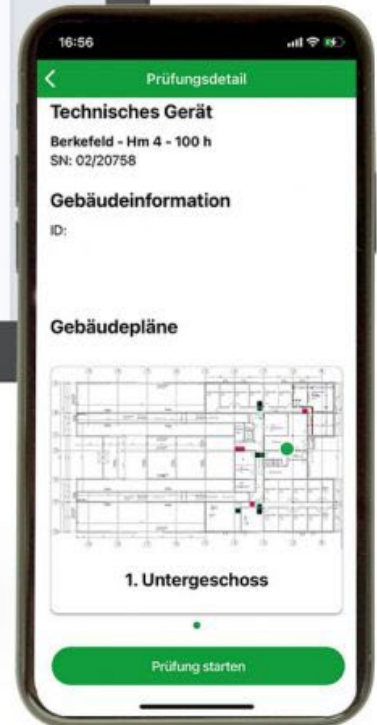 16:56
Prüfungsdetail
Technisches Gerät
Berkefeld - Hm 4 - 100 h
SN: 02/20758
Gebäudeinformation
ID:
Gebäudepläne
1. Untergeschoss
Prüfung starten